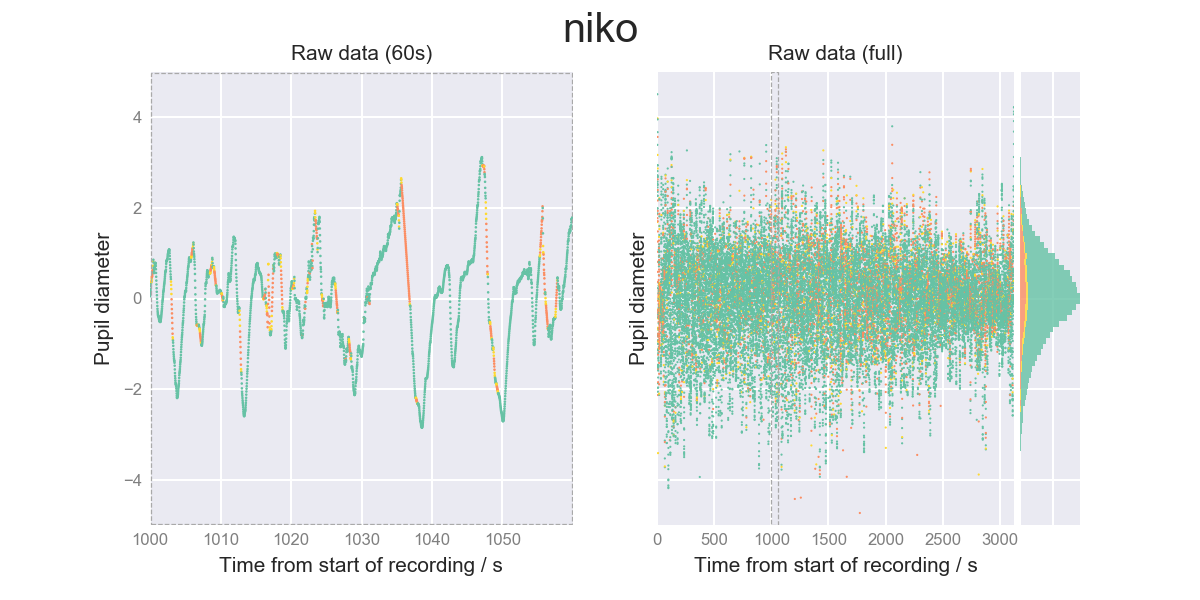 niko
Raw data (60s)
Raw data (full)
Pupil diameter
4
2
0
−2
−4
1000
1010
1020
1030
1040
1050
Time from start of recording / s
Pupil diameter
0
500
1000
1500
2000
2500
3000
Time from start of recording / s